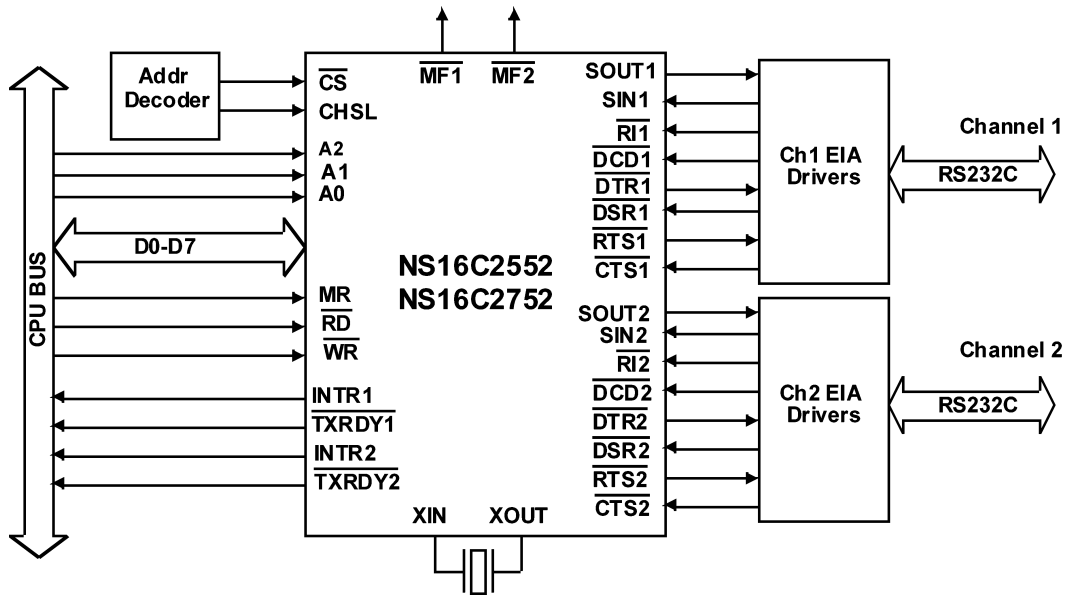 Addr
Decoder
CPU BUS
D0-D7
MF1
MF2
CS
CHSL
A2
A1
A0
MR
RD
WR
INTR1
TXRDY1
INTR2
TXRDY2
NS16C2552
NS16C2752
XIN
XOUT
SOUT1
SIN1
RI1
DCD1
DTR1
DSR1
RTS1
CTS1
SOUT2
SIN2
RI2
DCD2
DTR2
DSR2
RTS2
CTS2
Ch1 EIA
Drivers
Channel 1
RS232C
Ch2 EIA
Drivers
Channel 2
RS232C